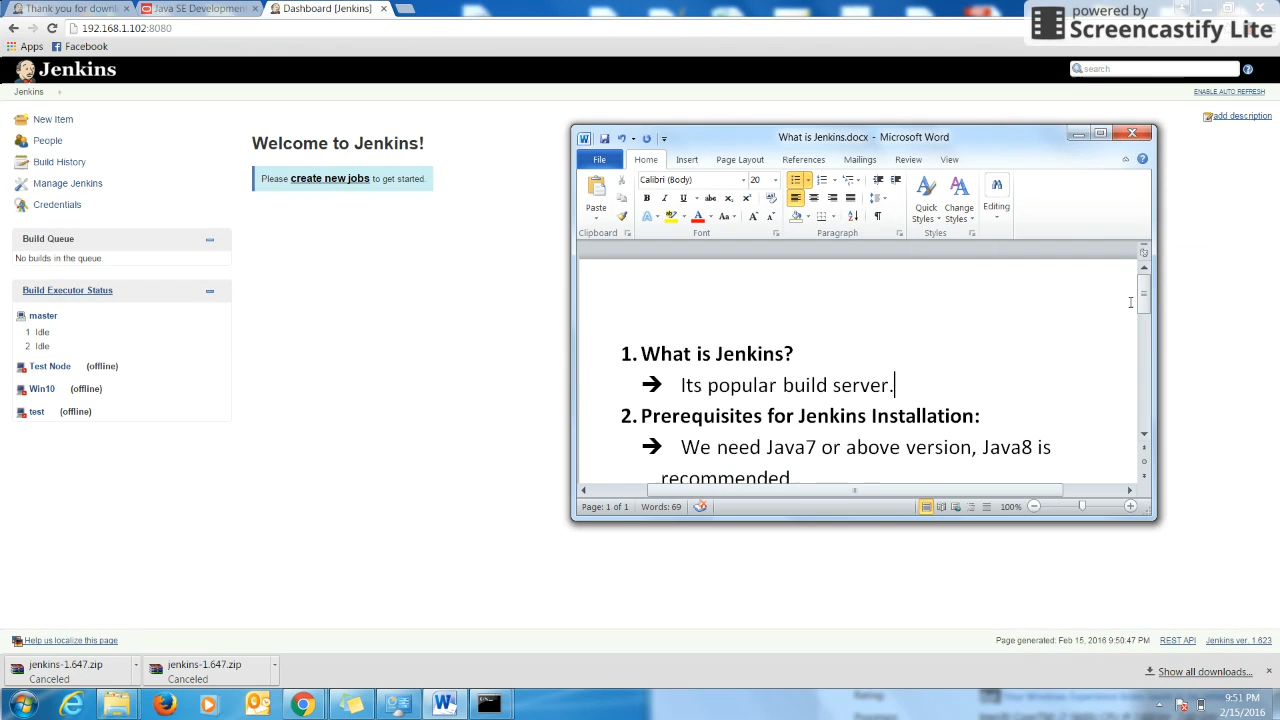 Thank you for downl
Java SE Developmen
Dashboard [Jenkins]
powered by
Screencastify Lite
192.168.1.102:8080
Apps
Facebook
Jenkins
search
Jenkins
ENABLE AUTO REFRESH
New Item
People
Build History
Manage Jenkins
Credentials
Welcome to Jenkins!
Please create new jobs to get started.
add description
Build Queue
No builds in the queue.
Build Executor Status
master
1 Idle
2 Idle
Test Node (offline)
Win10 (offline)
test (offline)
What is Jenkins.docx - Microsoft Word
File Home Insert Page Layout References Mailings Review View
Calibri (Body) 20
Paste
Quick Styles
Change Styles
Editing
Clipboard Font Paragraph Styles
1. What is Jenkins?
➔ Its popular build server.
2. Prerequisites for Jenkins Installation:
➔ We need Java7 or above version, Java8 is
recommended
Page: 1 of 1 Words: 69 100%
Help us localize this page
Page generated: Feb 15, 2016 9:50:47 PM REST API Jenkins ver. 1.623
jenkins-1.647.zip
Canceled
jenkins-1.647.zip
Canceled
Show all downloads...
9:51 PM
2/15/2016